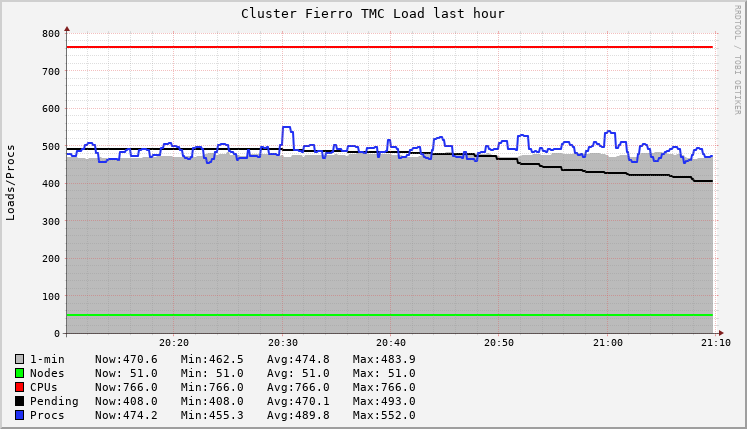 Cluster Fierro TMC Load last hour
RRDTOOL / TOBI OETIKER
Loads/Procs
800
700
600
500
400
300
200
100
0
20:20 20:30 20:40 20:50 21:00 21:10
1-min Now:470.6 Min:462.5 Avg:474.8 Max:483.9
Nodes Now: 51.0 Min: 51.0 Avg: 51.0 Max: 51.0
CPUs Now:766.0 Min:766.0 Avg:766.0 Max:766.0
Pending Now:408.0 Min:408.0 Avg:470.1 Max:493.0
Procs Now:474.2 Min:455.3 Avg:489.8 Max:552.0